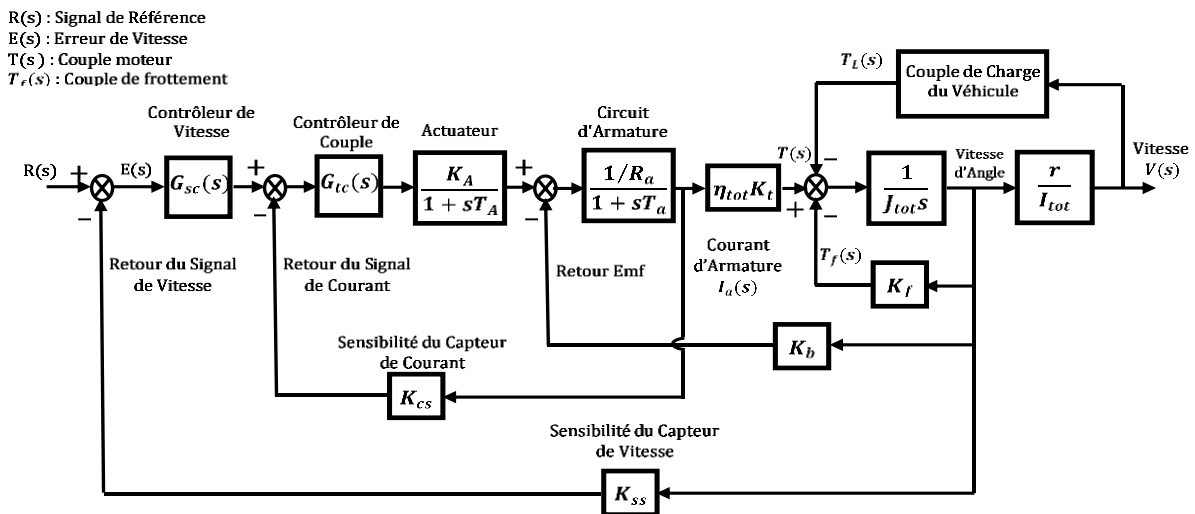 R(s) : Signal de Référence
E(s) : Erreur de Vitesse
T(s) : Couple moteur
T_f(s) : Couple de frottement
T_L(s)
Couple de Charge
du Véhicule
Contrôleur de
Vitesse
Contrôleur de
Couple
Actuateur
Circuit
d'Armature
R(s)
+
−
E(s)
G_sc(s)
+
−
G_tc(s)
K_A
1 + sT_A
+
−
1/R_a
1 + sT_a
η_tot K_t
T(s)
+
−
−
1
J_tot s
Vitesse
d'Angle
r
I_tot
Vitesse
V(s)
Retour du Signal
de Vitesse
Retour du Signal
de Courant
Retour Emf
Courant
d'Armature
I_a(s)
T_f(s)
K_f
K_b
Sensibilité du Capteur
de Courant
K_cs
Sensibilité du Capteur
de Vitesse
K_ss